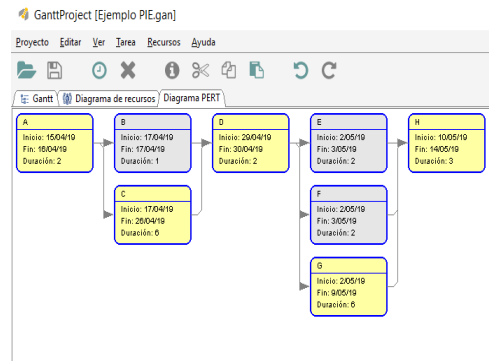 GanttProject [Ejemplo PIE.gan]
Proyecto Editar Ver Tarea Recursos Ayuda
Gantt Diagrama de recursos Diagrama PERT
A
Inicio: 15/04/19
Fin: 16/04/19
Duración: 2
B
Inicio: 17/04/19
Fin: 17/04/19
Duración: 1
D
Inicio: 29/04/19
Fin: 30/04/19
Duración: 2
E
Inicio: 2/05/19
Fin: 3/05/19
Duración: 2
H
Inicio: 10/05/19
Fin: 14/05/19
Duración: 3
C
Inicio: 17/04/19
Fin: 26/04/19
Duración: 6
F
Inicio: 2/05/19
Fin: 3/05/19
Duración: 2
G
Inicio: 2/05/19
Fin: 9/05/19
Duración: 6